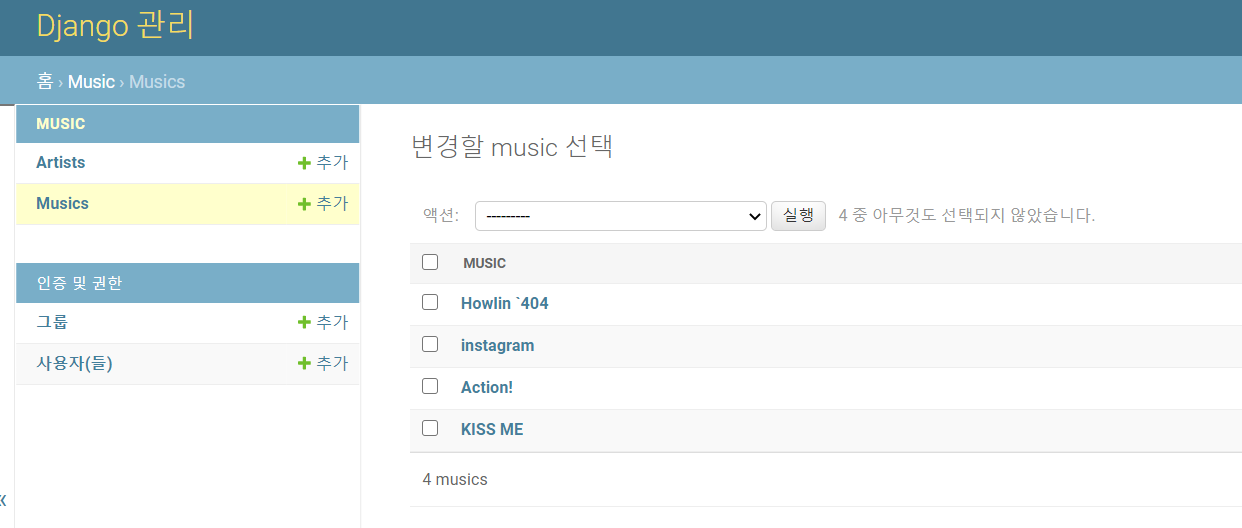 Django 관리
홈 › Music › Musics
MUSIC
Artists + 추가
Musics + 추가
인증 및 권한
그룹 + 추가
사용자(들) + 추가
«
변경할 music 선택
액션: --------- 실행 4 중 아무것도 선택되지 않았습니다.
MUSIC
Howlin `404
instagram
Action!
KISS ME
4 musics